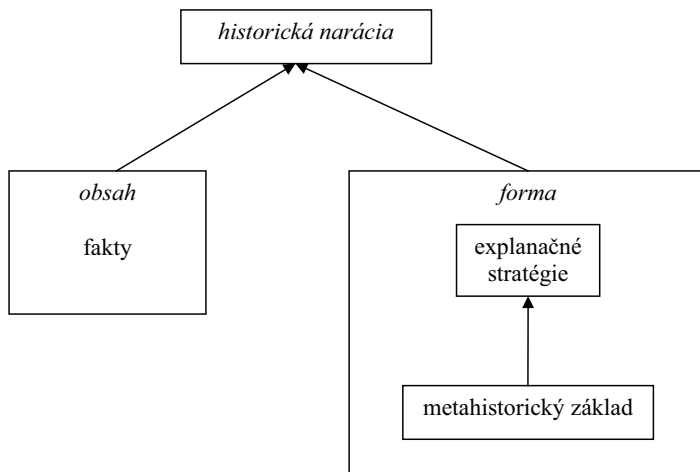 historická narácia
obsah
fakty
forma
explanačné
stratégie
metahistorický základ